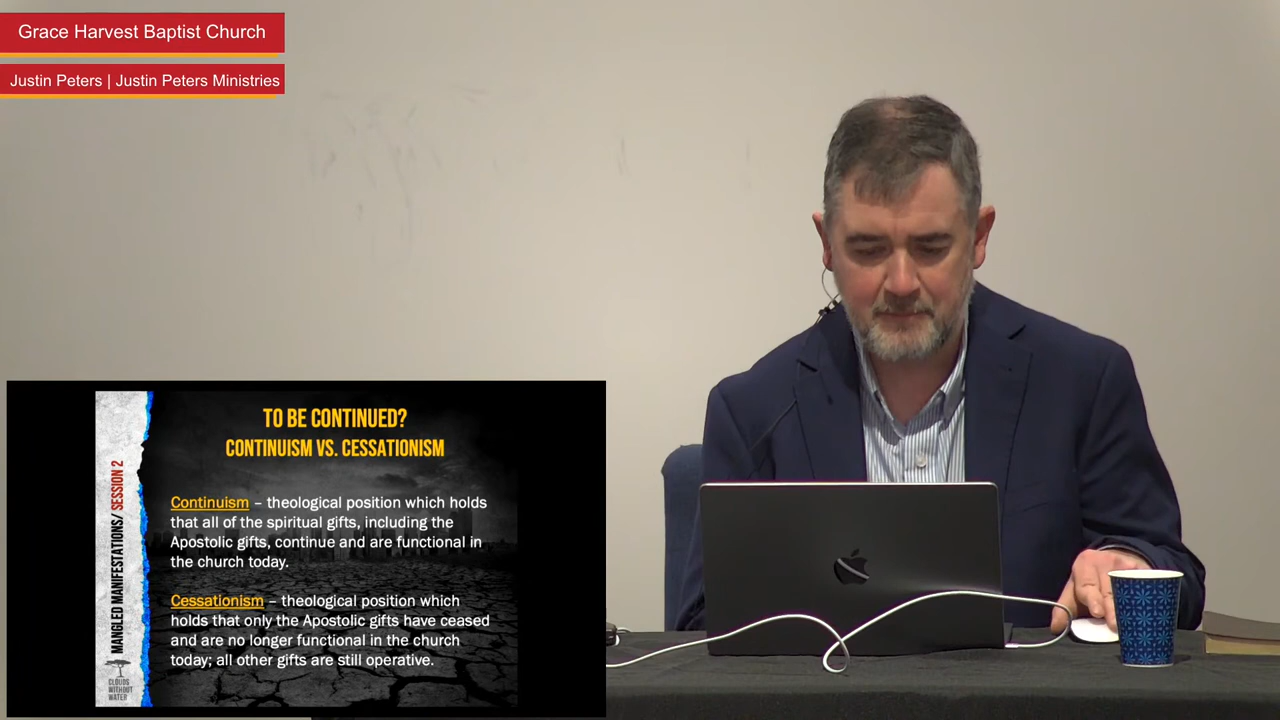 Grace Harvest Baptist Church
Justin Peters | Justin Peters Ministries
TO BE CONTINUED?
CONTINUISM VS. CESSATIONISM
Continuism – theological position which holds
that all of the spiritual gifts, including the
Apostolic gifts, continue and are functional in
the church today.
Cessationism – theological position which
holds that only the Apostolic gifts have ceased
and are no longer functional in the church
today; all other gifts are still operative.
MANGLED MANIFESTATIONS/ SESSION 2
CLOUDS
WITHOUT
WATER